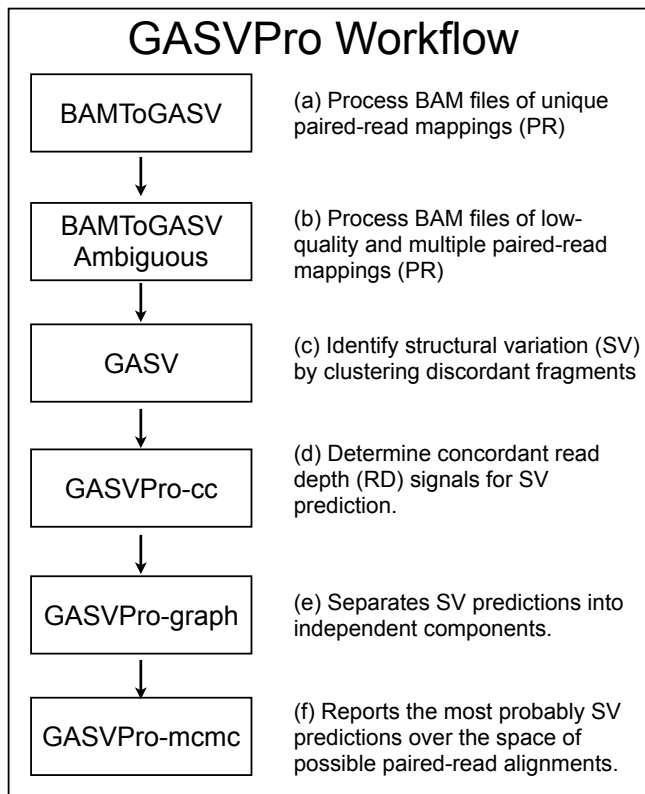 GASVPro Workflow
BAMToGASV
(a) Process BAM files of unique
paired-read mappings (PR)
BAMToGASV
Ambiguous
(b) Process BAM files of low-
quality and multiple paired-read
mappings (PR)
GASV
(c) Identify structural variation (SV)
by clustering discordant fragments
GASVPro-cc
(d) Determine concordant read
depth (RD) signals for SV
prediction.
GASVPro-graph
(e) Separates SV predictions into
independent components.
GASVPro-mcmc
(f) Reports the most probably SV
predictions over the space of
possible paired-read alignments.